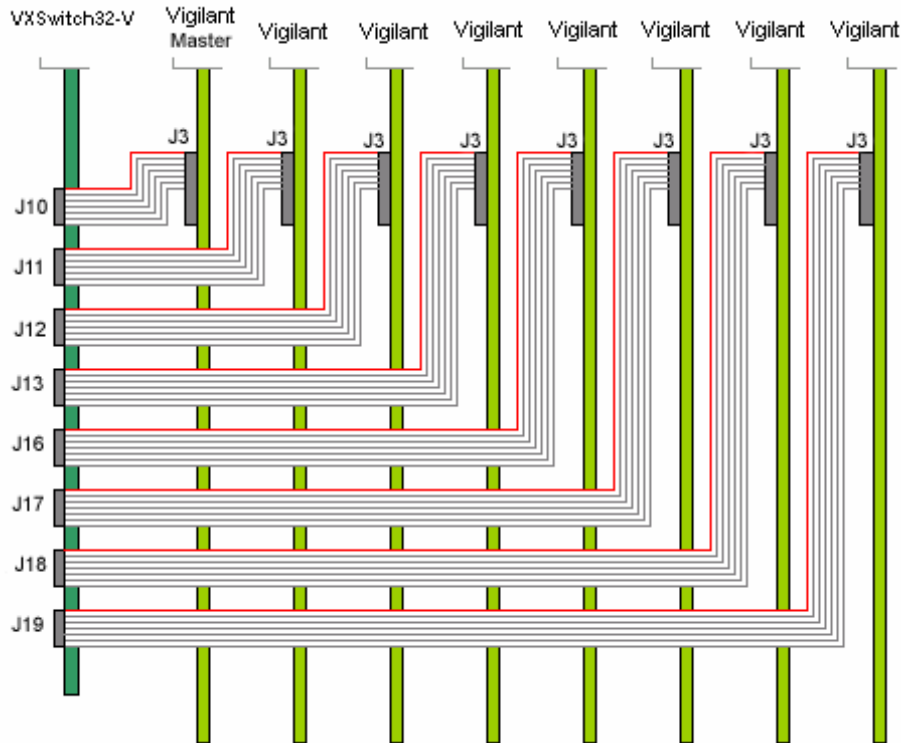 VXSwitch32-V
Vigilant
Master
Vigilant
Vigilant
Vigilant
Vigilant
Vigilant
Vigilant
Vigilant
J3
J3
J3
J3
J3
J3
J3
J3
J10
J11
J12
J13
J16
J17
J18
J19